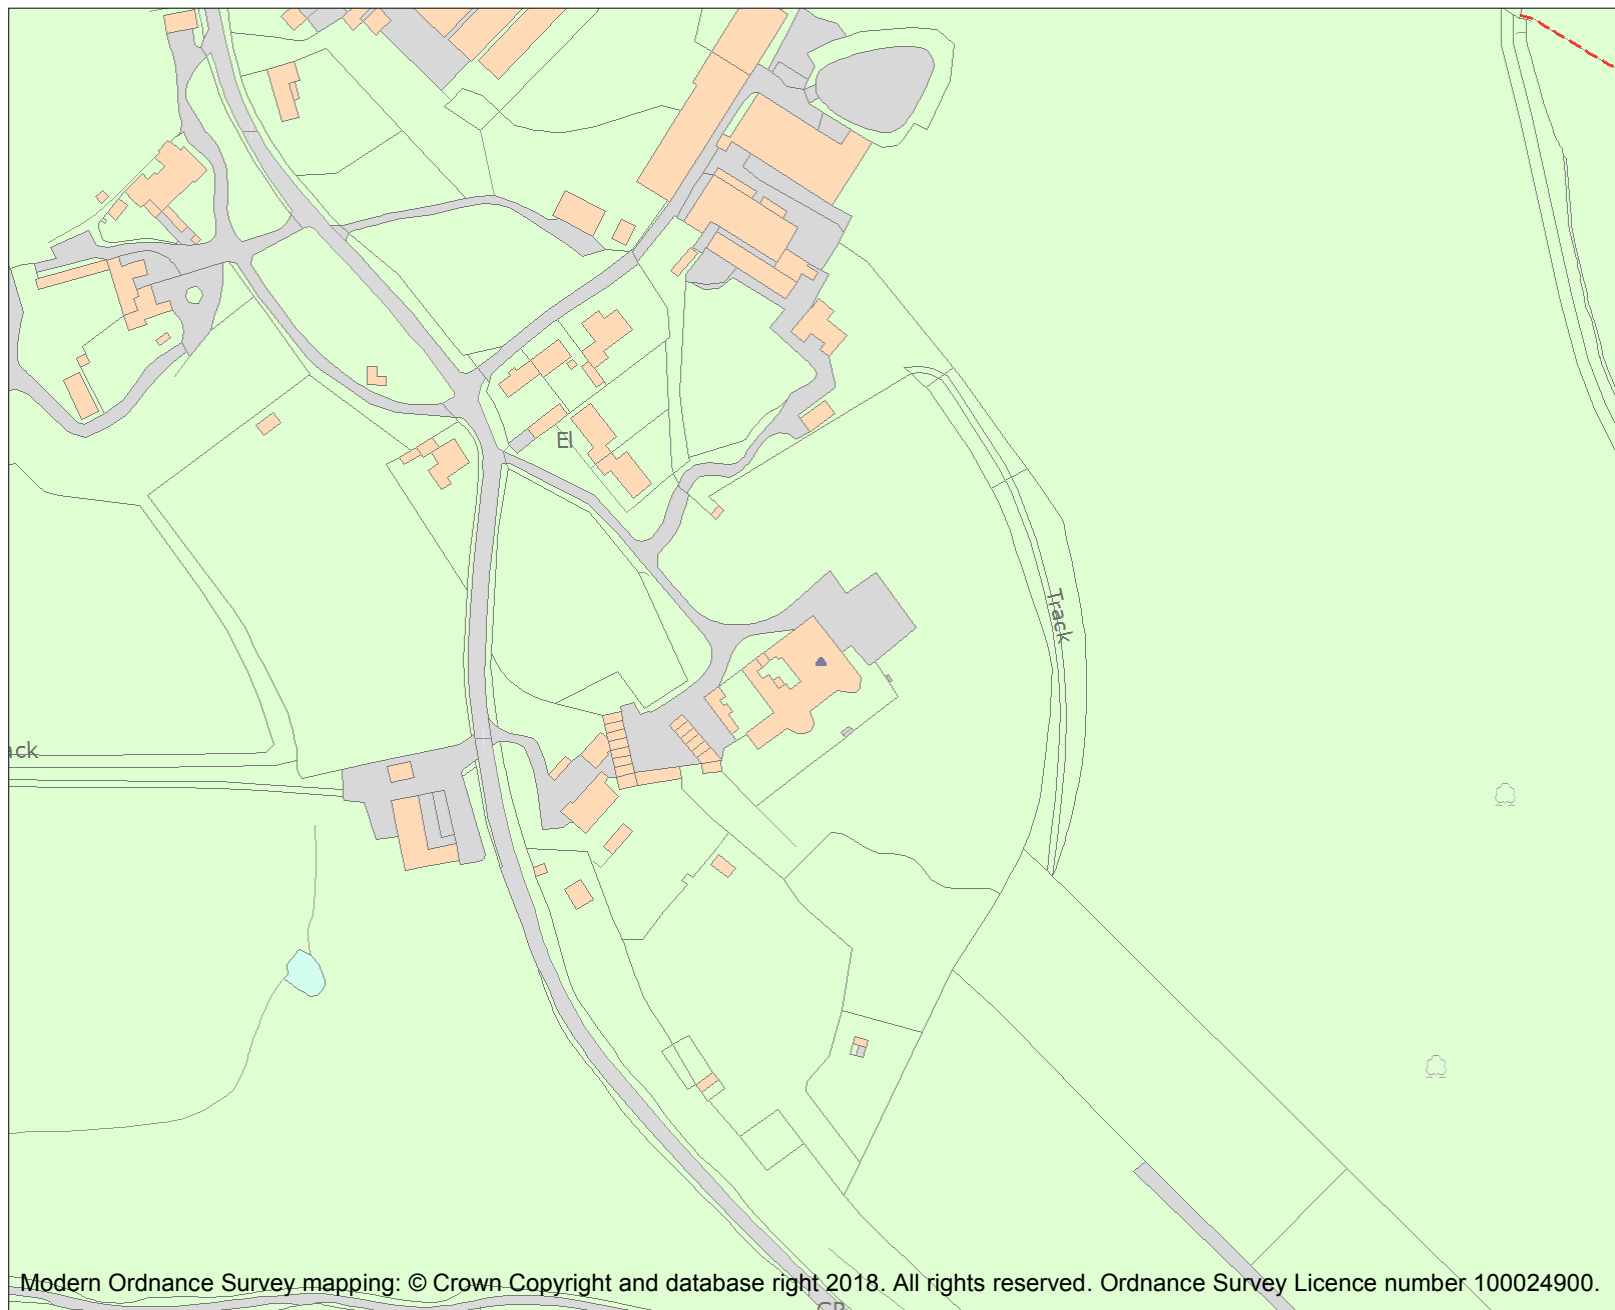 El
Track
ack
Modern Ordnance Survey mapping: © Crown Copyright and database right 2018. All rights reserved. Ordnance Survey Licence number 100024900.